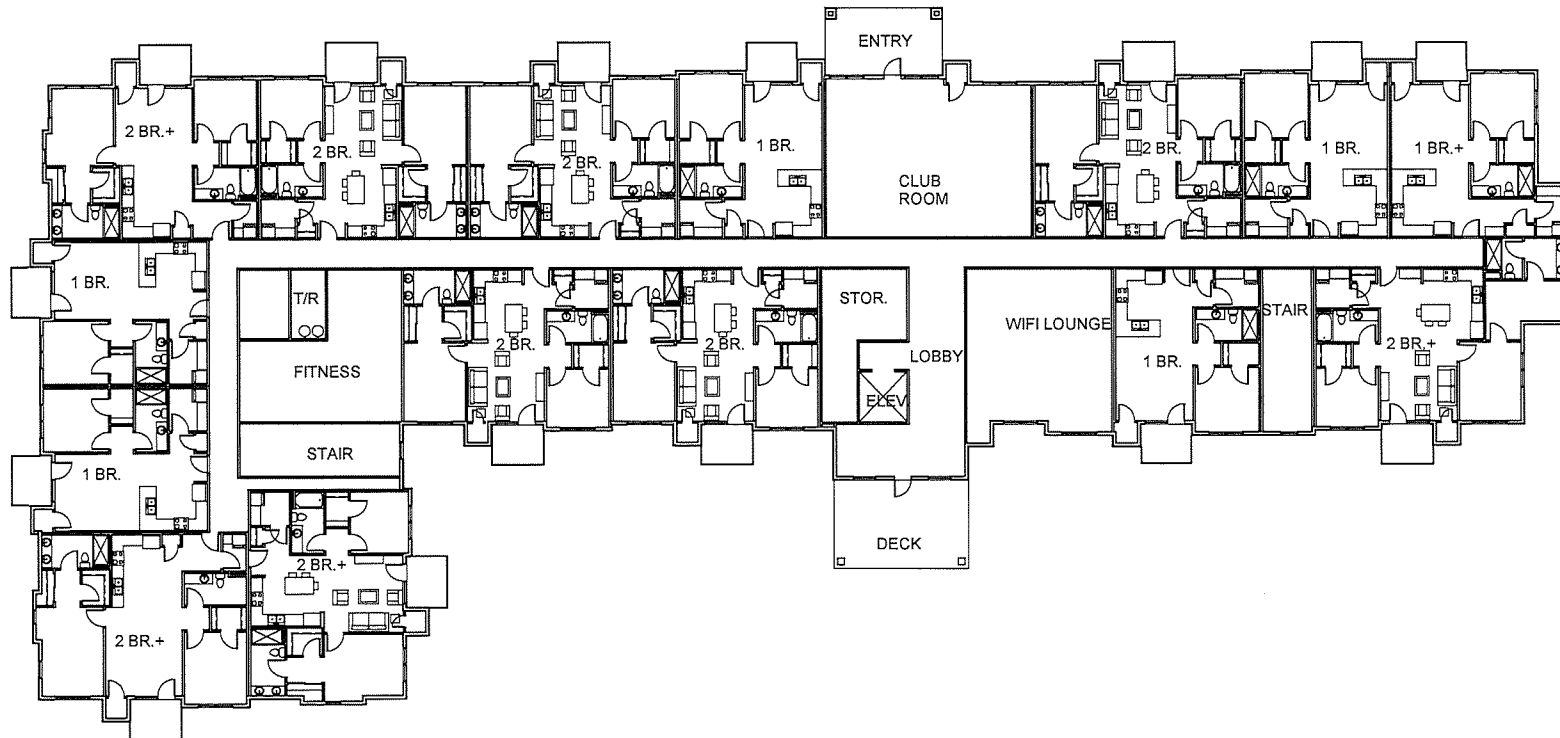 ENTRY
2 BR.+
2 BR.
2 BR.
1 BR.
CLUB
ROOM
2 BR.
1 BR.
1 BR.+
1 BR.
T/R
STOR.
WIFI LOUNGE
STAIR
FITNESS
2 BR.
2 BR.
LOBBY
1 BR.
2 BR.+
ELEV
STAIR
1 BR.
DECK
2 BR.+
2 BR.+